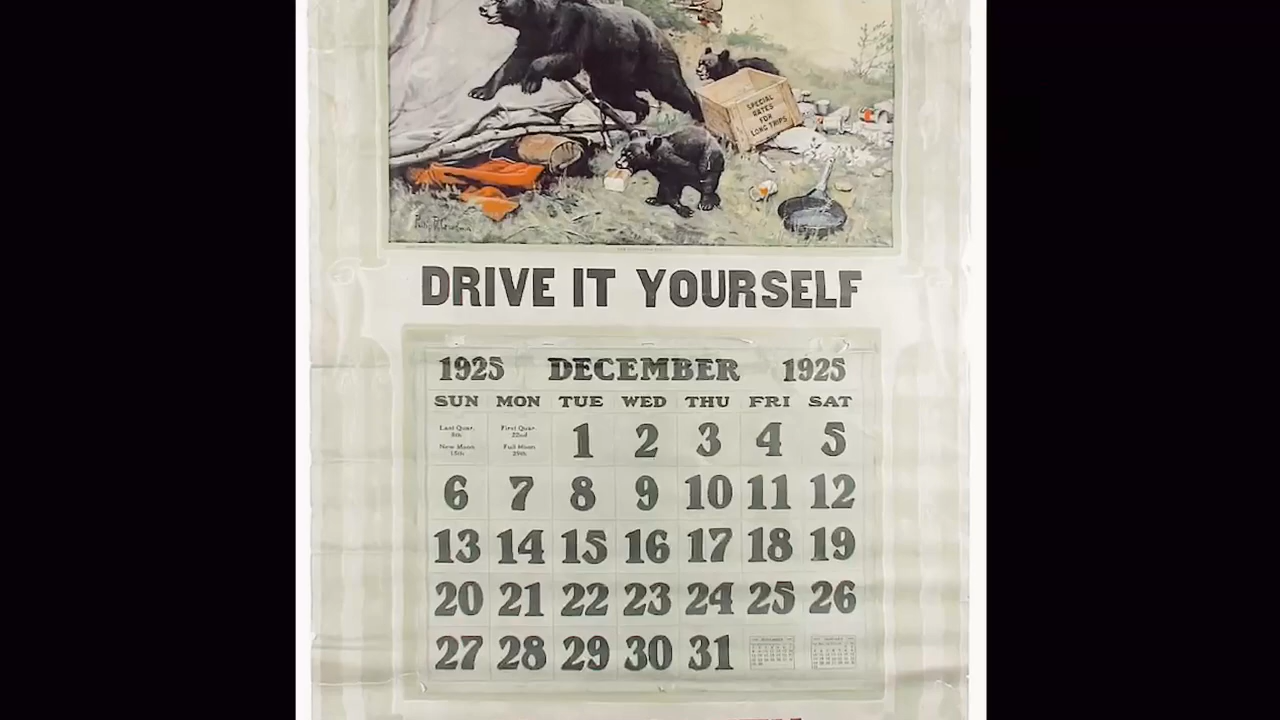 SPECIAL
RATES
FOR
LONG TRIPS
DRIVE IT YOURSELF
1925 DECEMBER 1925
SUN MON TUE WED THU FRI SAT
Last Quar. 8th New Moon 15th First Quar. 22nd Full Moon 29th 1 2 3 4 5
6 7 8 9 10 11 12
13 14 15 16 17 18 19
20 21 22 23 24 25 26
27 28 29 30 31